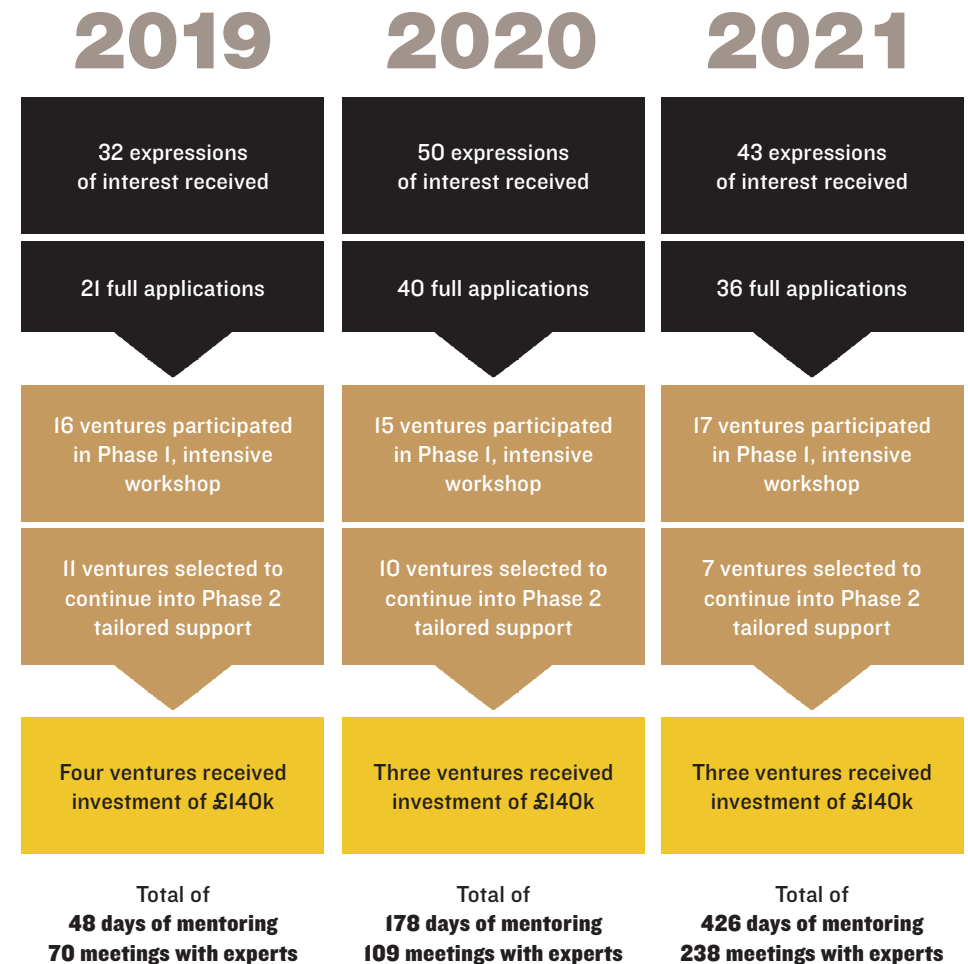 2019
32 expressions
of interest received
21 full applications
16 ventures participated
in Phase 1, intensive
workshop
11 ventures selected to
continue into Phase 2
tailored support
Four ventures received
investment of £140k
Total of
48 days of mentoring
70 meetings with experts
2020
50 expressions
of interest received
40 full applications
15 ventures participated
in Phase 1, intensive
workshop
10 ventures selected to
continue into Phase 2
tailored support
Three ventures received
investment of £140k
Total of
178 days of mentoring
109 meetings with experts
2021
43 expressions
of interest received
36 full applications
17 ventures participated
in Phase 1, intensive
workshop
7 ventures selected to
continue into Phase 2
tailored support
Three ventures received
investment of £140k
Total of
426 days of mentoring
238 meetings with experts